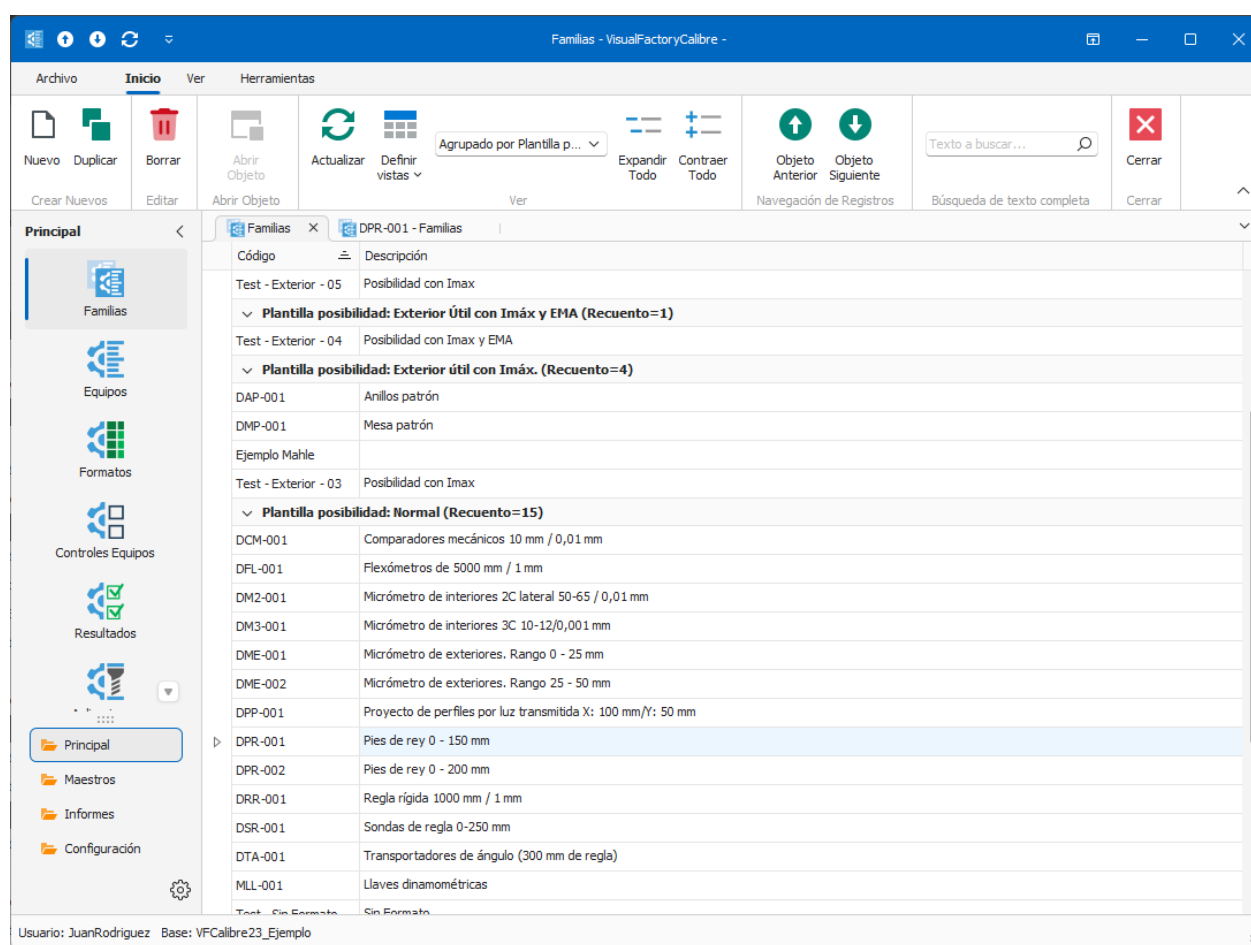 Familias - VisualFactoryCalibre -
Archivo Inicio Ver Herramientas
Nuevo Duplicar Borrar Abrir Objeto Actualizar Definir vistas Agrupado por Plantilla p... Expandir Todo Contraer Todo Objeto Anterior Objeto Siguiente Texto a buscar... Cerrar
Crear Nuevos Editar Abrir Objeto Ver Navegación de Registros Búsqueda de texto completa Cerrar
Principal
Familias
Equipos
Formatos
Controles Equipos
Resultados
Principal
Maestros
Informes
Configuración
Familias DPR-001 - Familias
Código Descripción
Test - Exterior - 05 Posibilidad con Imax
Plantilla posibilidad: Exterior Útil con Imáx y EMA (Recuento=1)
Test - Exterior - 04 Posibilidad con Imax y EMA
Plantilla posibilidad: Exterior útil con Imáx. (Recuento=4)
DAP-001 Anillos patrón
DMP-001 Mesa patrón
Ejemplo Mahle
Test - Exterior - 03 Posibilidad con Imax
Plantilla posibilidad: Normal (Recuento=15)
DCM-001 Comparadores mecánicos 10 mm / 0,01 mm
DFL-001 Flexómetros de 5000 mm / 1 mm
DM2-001 Micrómetro de interiores 2C lateral 50-65 / 0,01 mm
DM3-001 Micrómetro de interiores 3C 10-12/0,001 mm
DME-001 Micrómetro de exteriores. Rango 0 - 25 mm
DME-002 Micrómetro de exteriores. Rango 25 - 50 mm
DPP-001 Proyecto de perfiles por luz transmitida X: 100 mm/Y: 50 mm
DPR-001 Pies de rey 0 - 150 mm
DPR-002 Pies de rey 0 - 200 mm
DRR-001 Regla rígida 1000 mm / 1 mm
DSR-001 Sondas de regla 0-250 mm
DTA-001 Transportadores de ángulo (300 mm de regla)
MLL-001 Llaves dinamométricas
Test - Sin Formato Sin Formato
Usuario: JuanRodriguez Base: VFCalibre23_Ejemplo